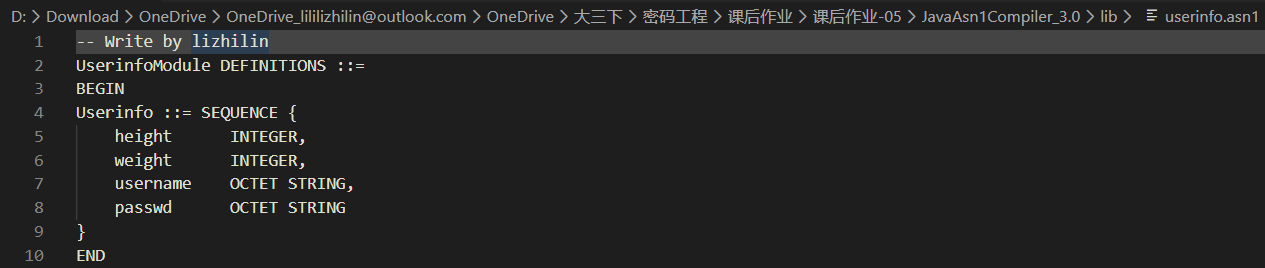 D: > Download > OneDrive > OneDrive_lililizhilin@outlook.com > OneDrive > 大三下 > 密码工程 > 课后作业 > 课后作业-05 > JavaAsn1Compiler_3.0 > lib > userinfo.asn1
1 -- Write by lizhilin
2 UserinfoModule DEFINITIONS ::=
3 BEGIN
4 Userinfo ::= SEQUENCE {
5     height      INTEGER,
6     weight      INTEGER,
7     username    OCTET STRING,
8     passwd      OCTET STRING
9 }
10 END